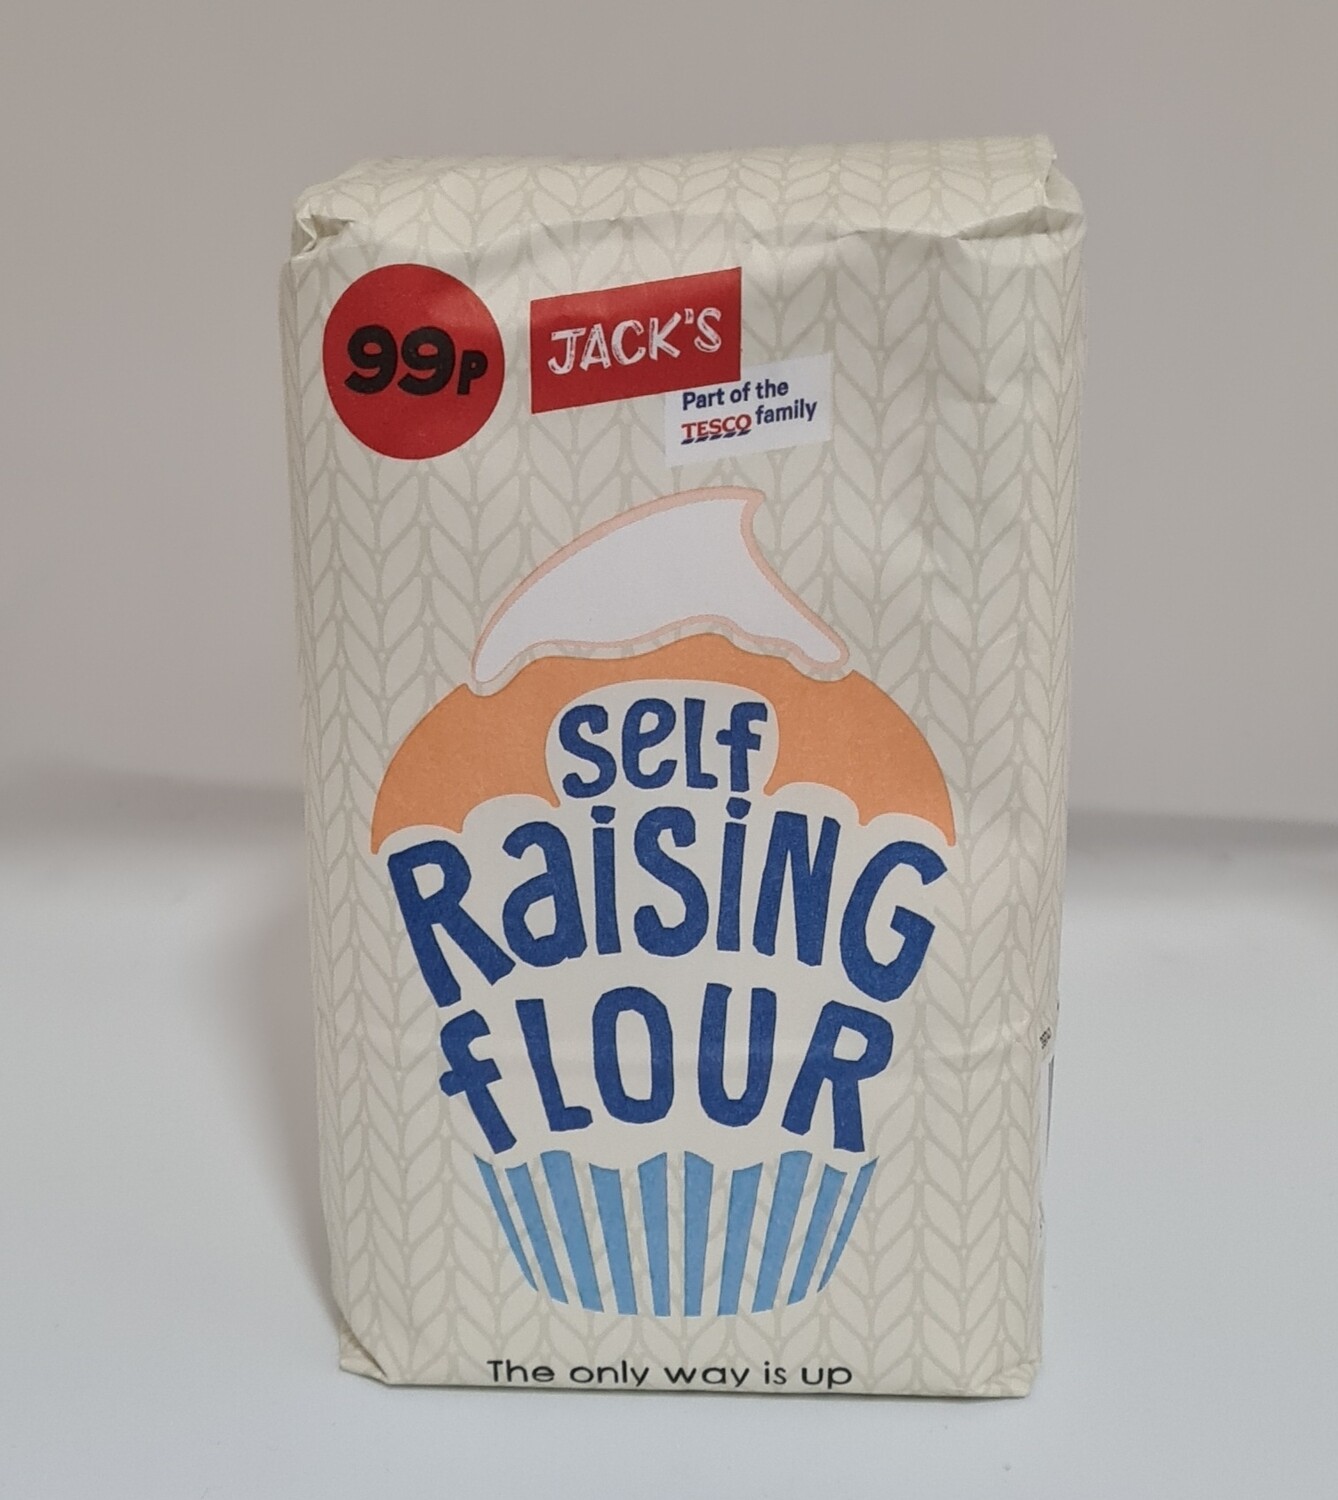 99P
JACK'S
Part of the
TESCO family
self
RaiSiNG
fLOUR
The only way is up